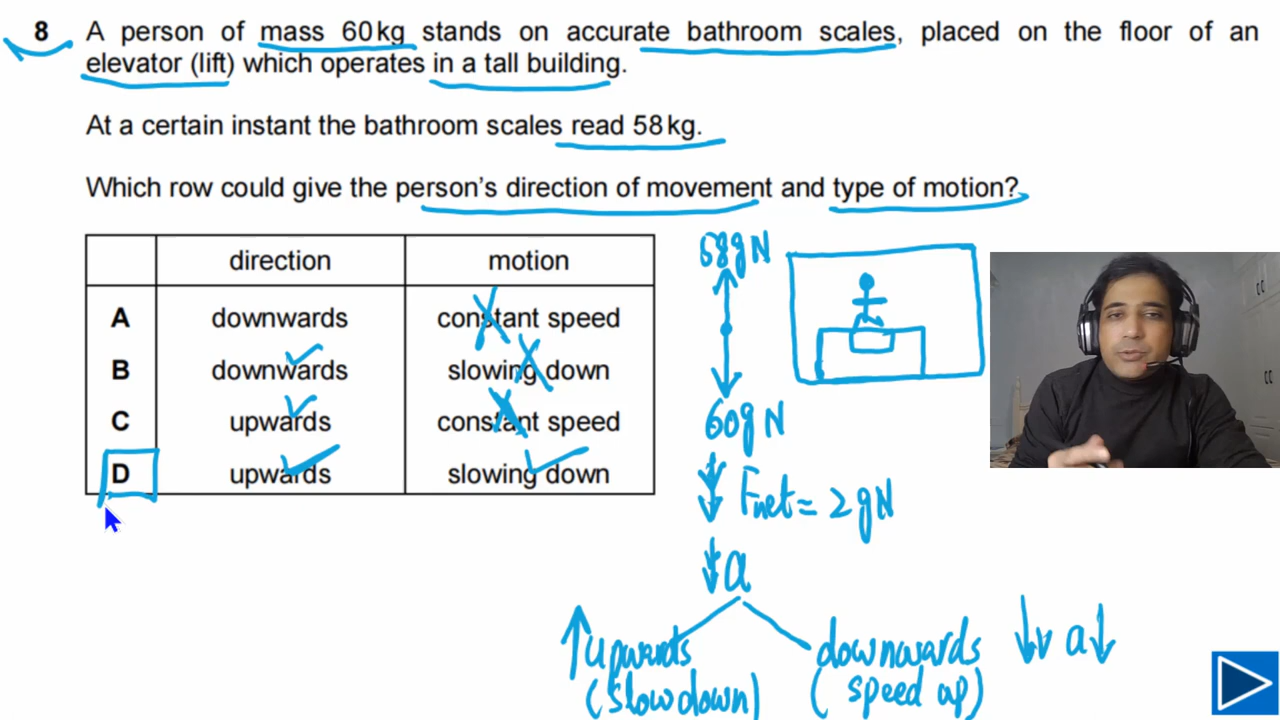 8 A person of mass 60 kg stands on accurate bathroom scales, placed on the floor of an
elevator (lift) which operates in a tall building.
At a certain instant the bathroom scales read 58 kg.
Which row could give the person's direction of movement and type of motion?
direction motion
A downwards constant speed
B downwards slowing down
C upwards constant speed
D upwards slowing down
58gN
60gN
Fnet = 2gN
a
upwards
(slow down)
downwards
(speed up)
v a